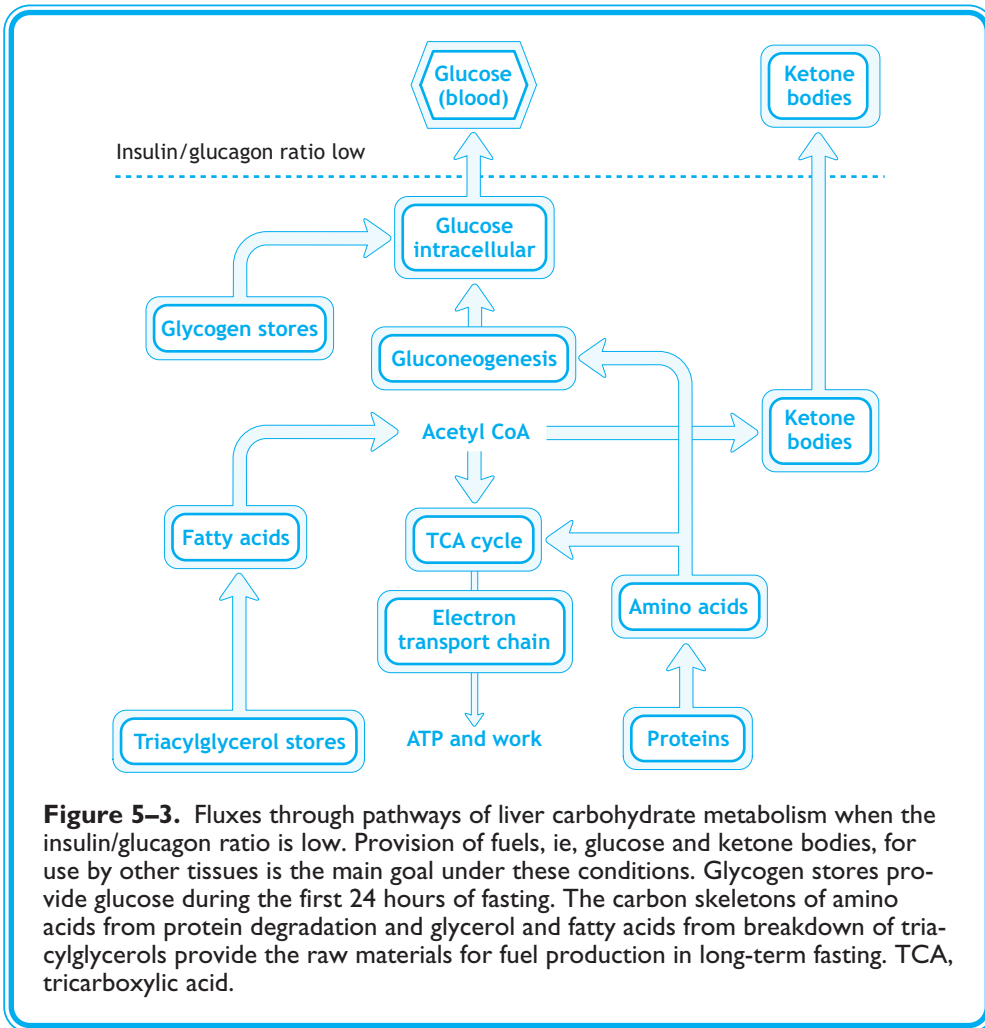 Glucose
(blood)
Ketone
bodies
Insulin/glucagon ratio low
Glucose
intracellular
Glycogen stores
Gluconeogenesis
Acetyl CoA
Ketone
bodies
Fatty acids
TCA cycle
Amino acids
Electron
transport chain
Triacylglycerol stores
ATP and work
Proteins
Figure 5–3. Fluxes through pathways of liver carbohydrate metabolism when the
insulin/glucagon ratio is low. Provision of fuels, ie, glucose and ketone bodies, for
use by other tissues is the main goal under these conditions. Glycogen stores pro-
vide glucose during the first 24 hours of fasting. The carbon skeletons of amino
acids from protein degradation and glycerol and fatty acids from breakdown of tria-
cylglycerols provide the raw materials for fuel production in long-term fasting. TCA,
tricarboxylic acid.